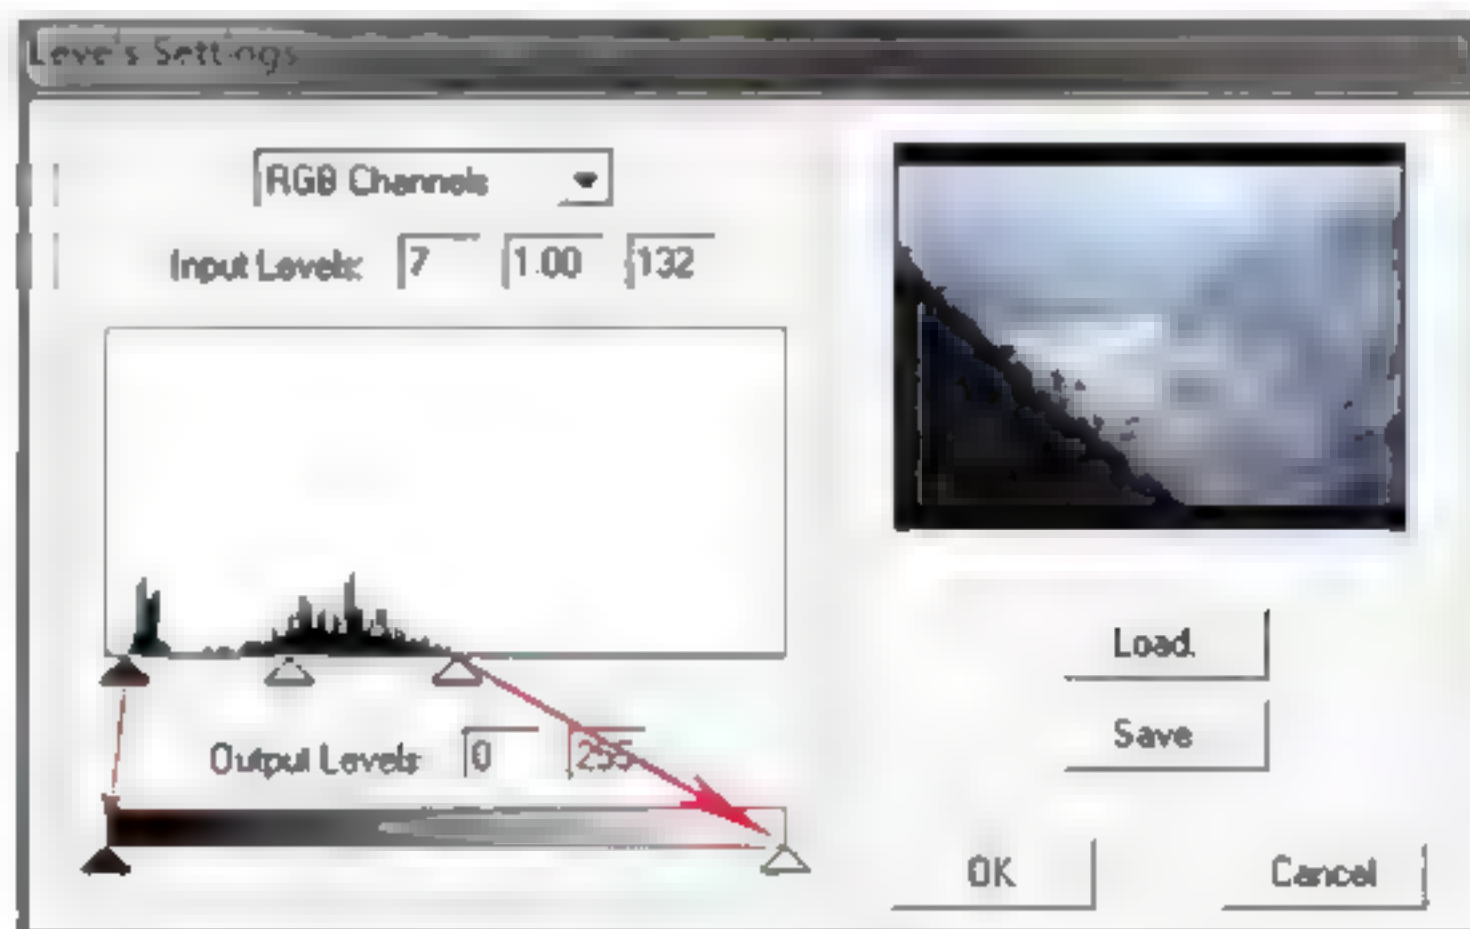 Levels Settings
RGB Channels
Input Levels: 7 1.00 132
Output Levels 0 255
Load.
Save
OK
Cancel